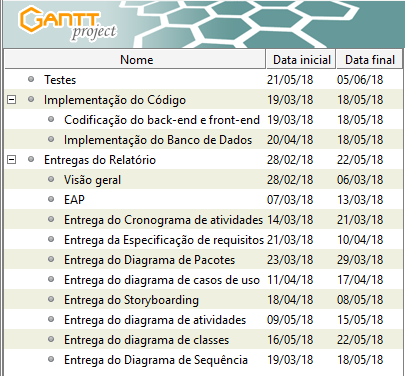 GANTT
project
Nome Data inicial Data final
Testes 21/05/18 05/06/18
Implementação do Código 19/03/18 18/05/18
Codificação do back-end e front-end 19/03/18 18/05/18
Implementação do Banco de Dados 20/04/18 18/05/18
Entregas do Relatório 28/02/18 22/05/18
Visão geral 28/02/18 06/03/18
EAP 07/03/18 13/03/18
Entrega do Cronograma de atividades 14/03/18 21/03/18
Entrega da Especificação de requisitos 21/03/18 10/04/18
Entrega do Diagrama de Pacotes 23/03/18 29/03/18
Entrega do diagrama de casos de uso 11/04/18 17/04/18
Entrega do Storyboarding 18/04/18 08/05/18
Entrega do diagrama de atividades 09/05/18 15/05/18
Entrega do diagrama de classes 16/05/18 22/05/18
Entrega do Diagrama de Sequência 19/03/18 18/05/18